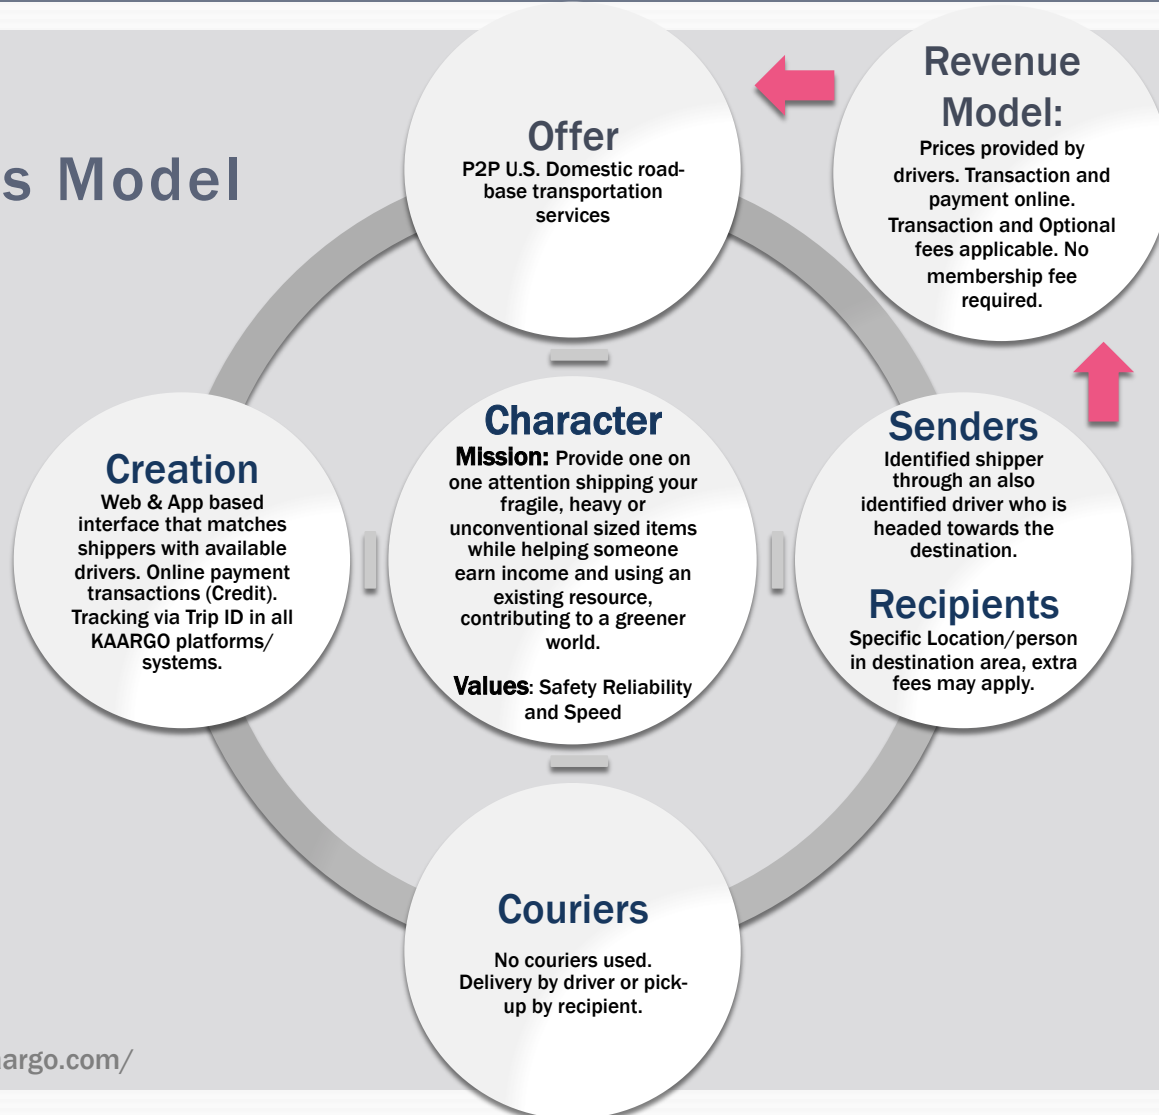 s Model
Offer
P2P U.S. Domestic road-
base transportation
services
Revenue
Model:
Prices provided by
drivers. Transaction and
payment online.
Transaction and Optional
fees applicable. No
membership fee
required.
Creation
Web & App based
interface that matches
shippers with available
drivers. Online payment
transactions (Credit).
Tracking via Trip ID in all
KAARGO platforms/
systems.
Character
Mission: Provide one on
one attention shipping your
fragile, heavy or
unconventional sized items
while helping someone
earn income and using an
existing resource,
contributing to a greener
world.
Values: Safety Reliability
and Speed
Senders
Identified shipper
through an also
identified driver who is
headed towards the
destination.
Recipients
Specific Location/person
in destination area, extra
fees may apply.
Couriers
No couriers used.
Delivery by driver or pick-
up by recipient.
argo.com/